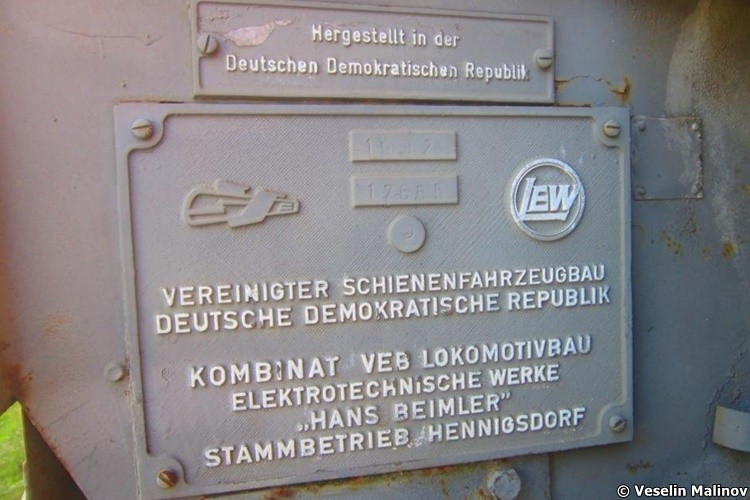 Hergestellt in der
Deutschen Demokratischen Republik
LEW
VEREINIGTER SCHIENENFAHRZEUGBAU
DEUTSCHE DEMOKRATISCHE REPUBLIK
KOMBINAT VEB LOKOMOTIVBAU
ELEKTROTECHNISCHE WERKE
„HANS BEIMLER”
STAMMBETRIEB HENNIGSDORF
© Veselin Malinov